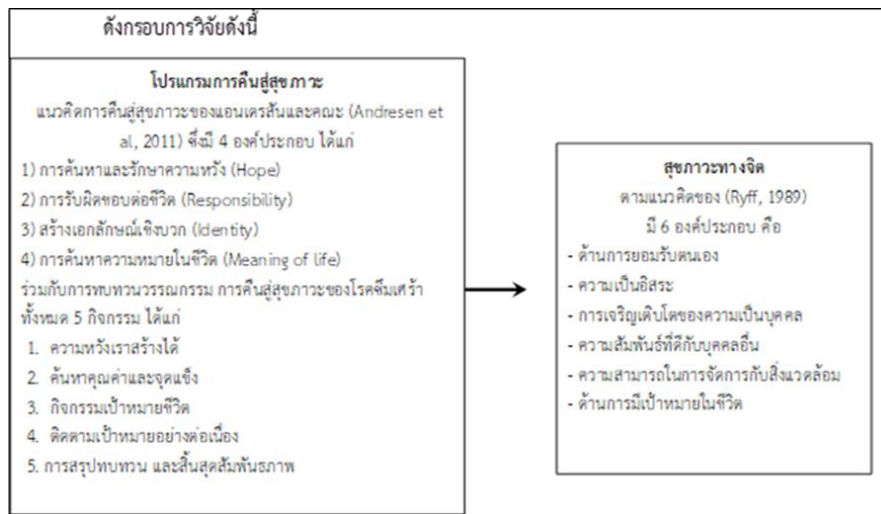 ดังกรอบการวิจัยดังนี้
โปรแกรมการคืนสู่สุขภาวะ
แนวคิดการคืนสู่สุขภาวะของแอนเดรสันและคณะ (Andresen et
al, 2011) ซึ่งมี 4 องค์ประกอบ ได้แก่
1) การค้นหาและรักษาความหวัง (Hope)
2) การรับผิดชอบต่อชีวิต (Responsibility)
3) สร้างเอกลักษณ์เชิงบวก (Identity)
4) การค้นหาความหมายในชีวิต (Meaning of life)
ร่วมกับการทบทวนวรรณกรรม การคืนสู่สุขภาวะของโรคซึมเศร้า
ทั้งหมด 5 กิจกรรม ได้แก่
1. ความหวังเราสร้างได้
2. ค้นหาคุณค่าและจุดแข็ง
3. กิจกรรมเป้าหมายชีวิต
4. ติดตามเป้าหมายอย่างต่อเนื่อง
5. การสรุปทบทวน และสิ้นสุดสัมพันธภาพ
สุขภาวะทางจิต
ตามแนวคิดของ (Ryff, 1989)
มี 6 องค์ประกอบ คือ
- ด้านการยอมรับตนเอง
- ความเป็นอิสระ
- การเจริญเติบโตของความเป็นบุคคล
- ความสัมพันธ์ที่ดีกับบุคคลอื่น
- ความสามารถในการจัดการกับสิ่งแวดล้อม
- ด้านการมีเป้าหมายในชีวิต